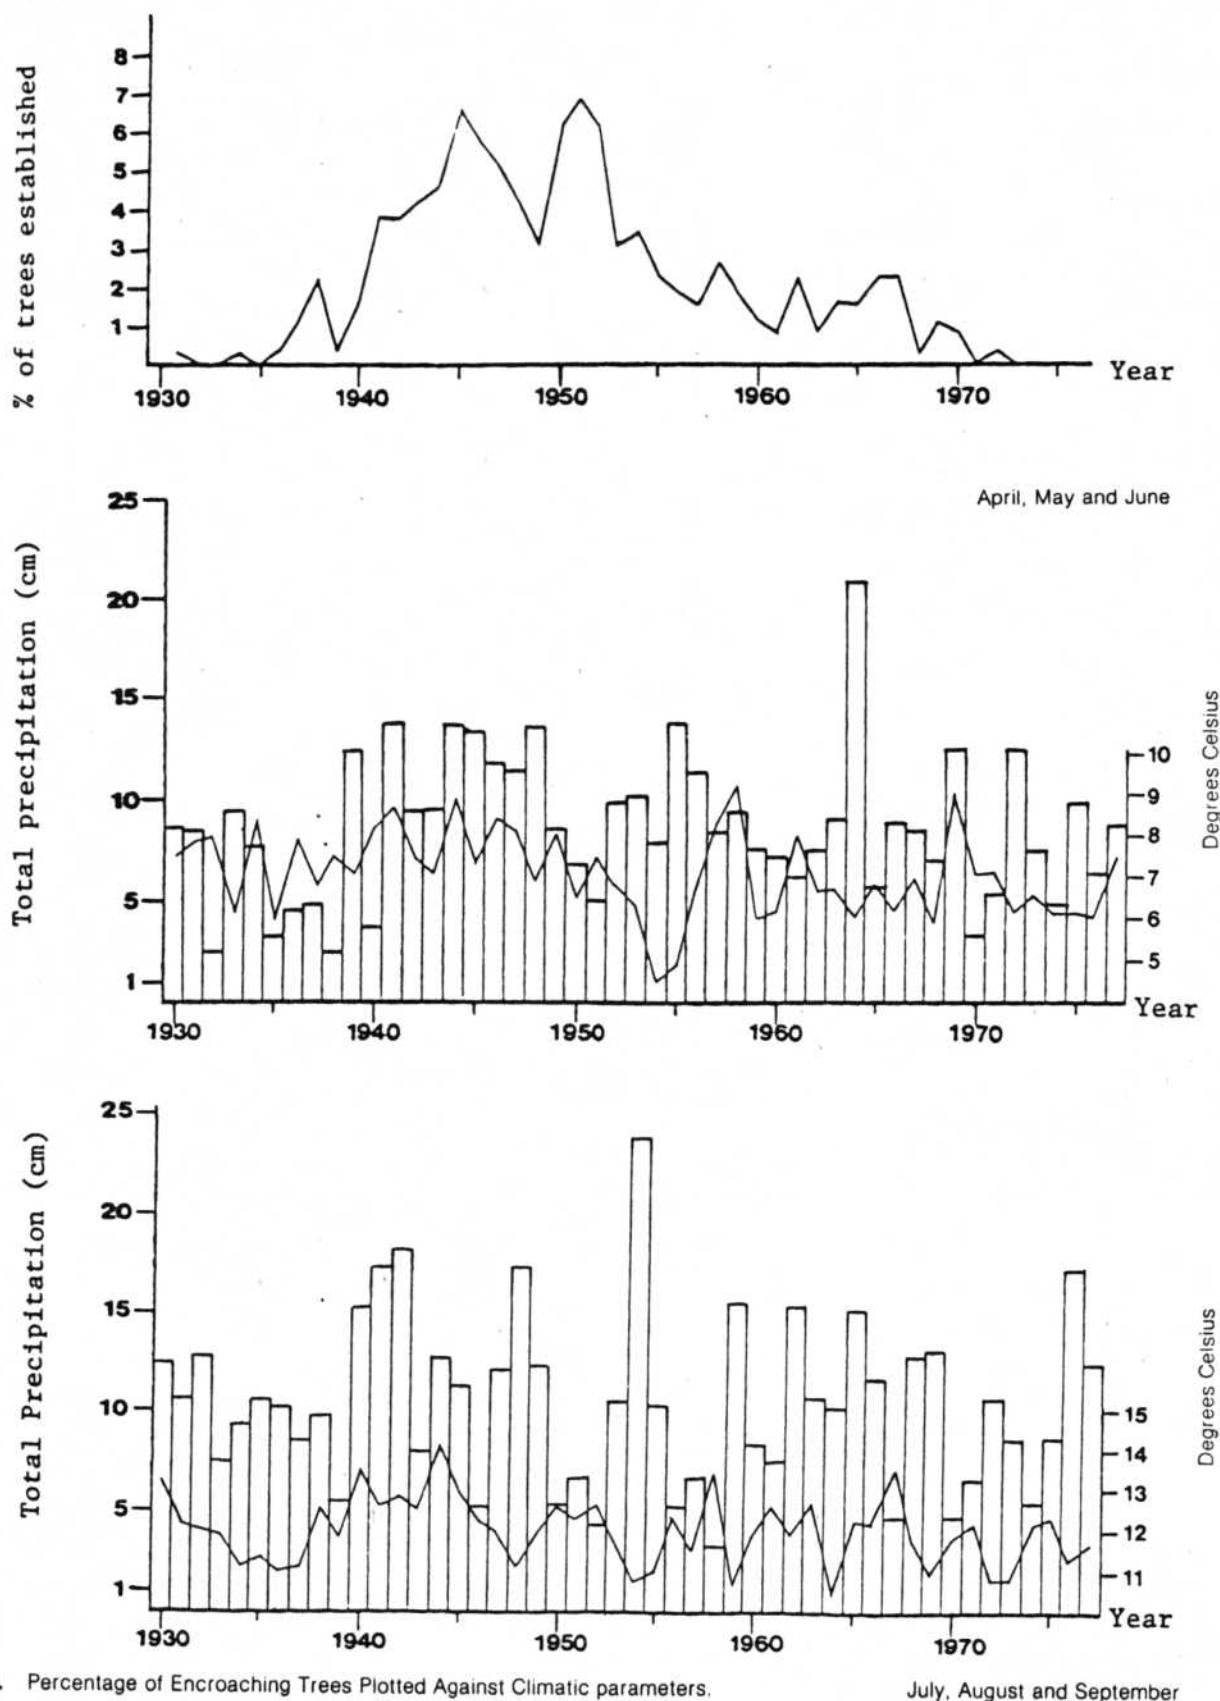 % of trees established
8
7
6
5
4
3
2
1
1930 1940 1950 1960 1970
Year
April, May and June
Total precipitation (cm)
25
20
15
10
5
1
Degrees Celsius
10
9
8
7
6
5
1930 1940 1950 1960 1970
Year
Total Precipitation (cm)
25
20
15
10
5
1
Degrees Celsius
15
14
13
12
11
1930 1940 1950 1960 1970
Year
Percentage of Encroaching Trees Plotted Against Climatic parameters.
July, August and September